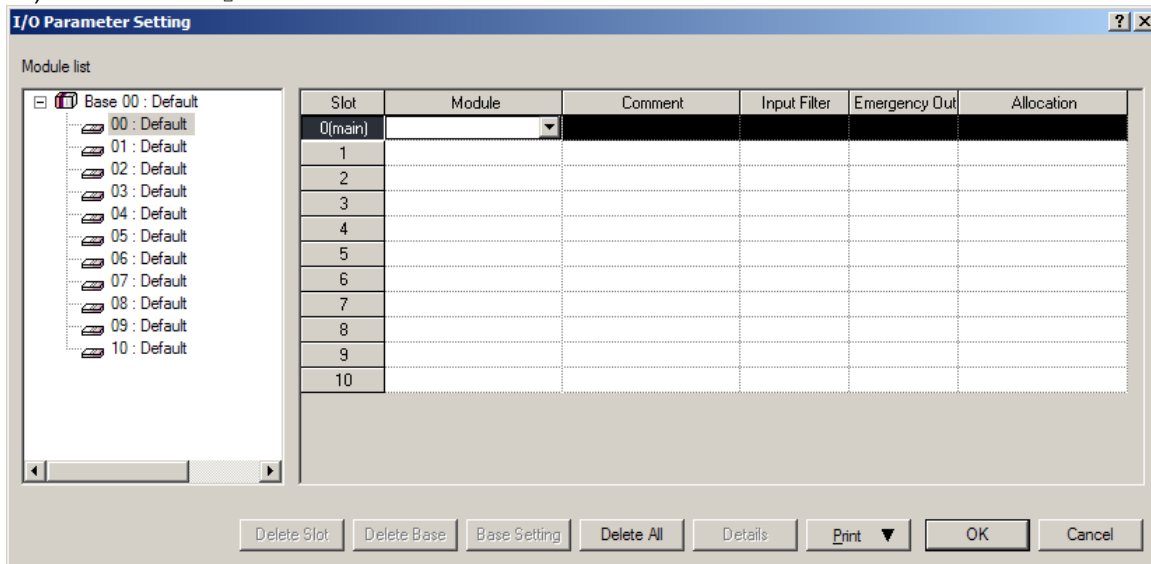 I/O Parameter Setting
Module list
Base 00 : Default
00 : Default
01 : Default
02 : Default
03 : Default
04 : Default
05 : Default
06 : Default
07 : Default
08 : Default
09 : Default
10 : Default
Slot Module Comment Input Filter Emergency Out Allocation
0(main)
1
2
3
4
5
6
7
8
9
10
Delete Slot Delete Base Base Setting Delete All Details Print ▼ OK Cancel